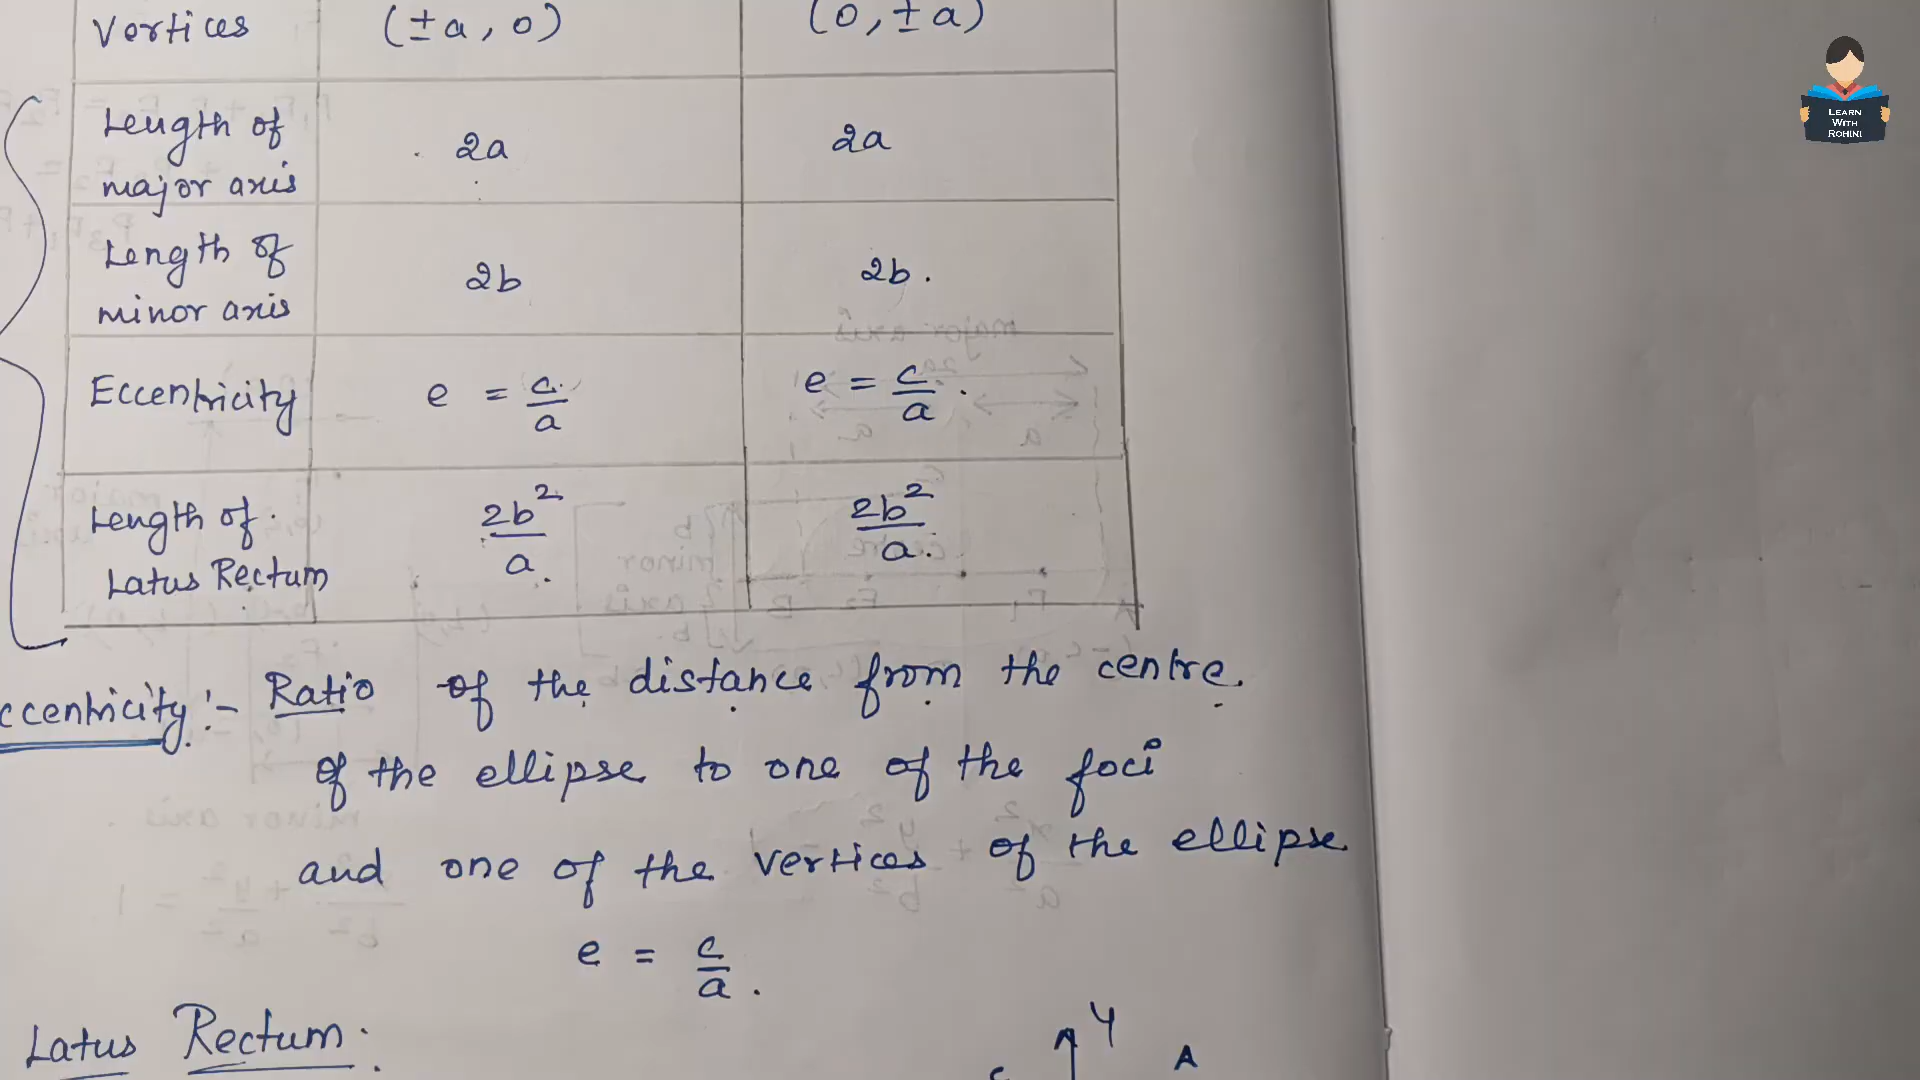 Vertices (±a, 0) (0, ±a)
Length of
major axis 2a 2a
Length of
minor axis 2b 2b.
Eccentricity e = c/a e = c/a.
Length of
Latus Rectum 2b²/a. 2b²/a.
ccentricity :- Ratio of the distance from the centre.
of the ellipse to one of the foci
and one of the vertices of the ellipse
e = c/a.
Latus Rectum:
Y
A
LEARN
WITH
ROHINI